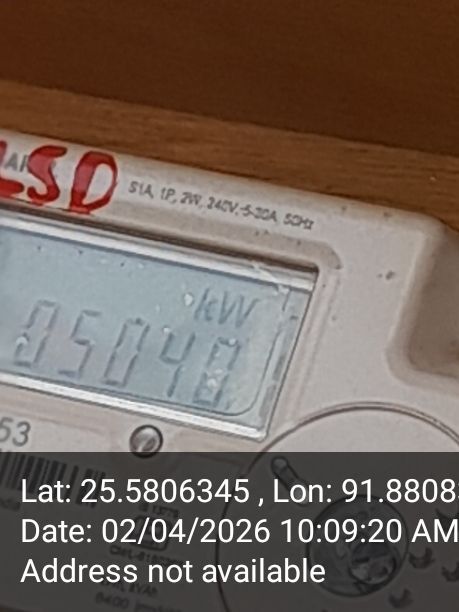 LSD
S1A, 1P, 2W, 240V, 5-30A, 50Hz
kW
05040
53
Lat: 25.5806345 , Lon: 91.8808
Date: 02/04/2026 10:09:20 AM
Address not available